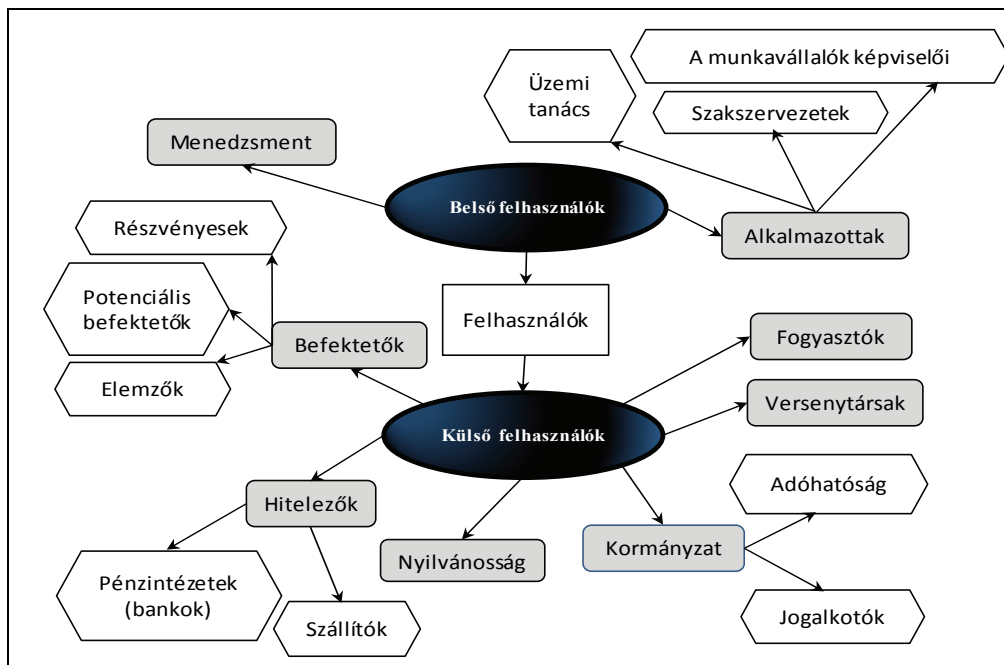 A munkavállalók képviselői
Üzemi
tanács
Szakszervezetek
Menedzsment
Belső felhasználók
Alkalmazottak
Részvényesek
Potenciális
befektetők
Felhasználók
Befektetők
Fogyasztók
Elemzők
Versenytársak
Külső felhasználók
Adóhatóság
Hitelezők
Nyilvánosság
Kormányzat
Pénzintézetek
(bankok)
Szállítók
Jogalkotók